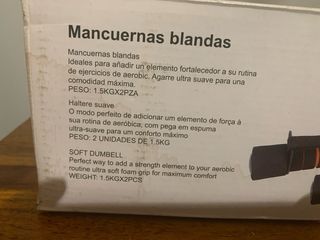 Mancuernas blandas
Mancuernas blandas
Ideales para añadir un elemento fortalecedor a su rutina
de ejercicios de aerobic. Agarre ultra suave para una
comodidad máxima.
PESO: 1.5KGX2PZA
Haltere suave
O modo perfeito de adicionar um elemento de força à
sua rotina de aeróbica, com pega em espuma
ultra-suave para um conforto máximo
PESO: 2 UNIDADES DE 1.5KG
SOFT DUMBELL
Perfect way to add a strength element to your aerobic
routine ultra soft foam grip for maximum comfort
WEIGHT: 1.5KGX2PCS